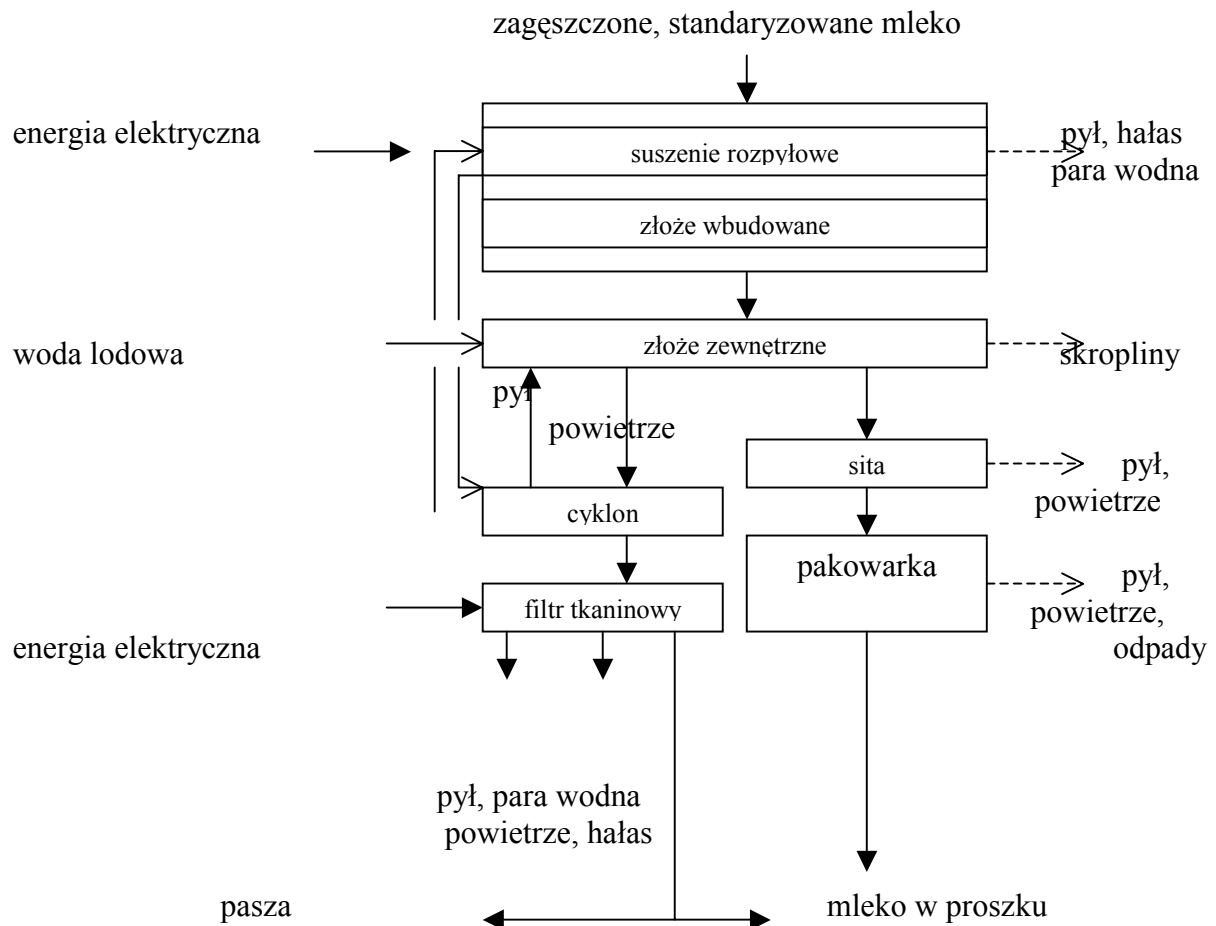 zagęszczone, standaryzowane mleko
energia elektryczna
suszenie rozpyłowe
pył, hałas
para wodna
złoże wbudowane
woda lodowa
złoże zewnętrzne
skropliny
pył
powietrze
sita
pył,
powietrze
cyklon
pakowarka
pył,
powietrze,
odpady
filtr tkaninowy
energia elektryczna
pył, para wodna
powietrze, hałas
pasza
mleko w proszku